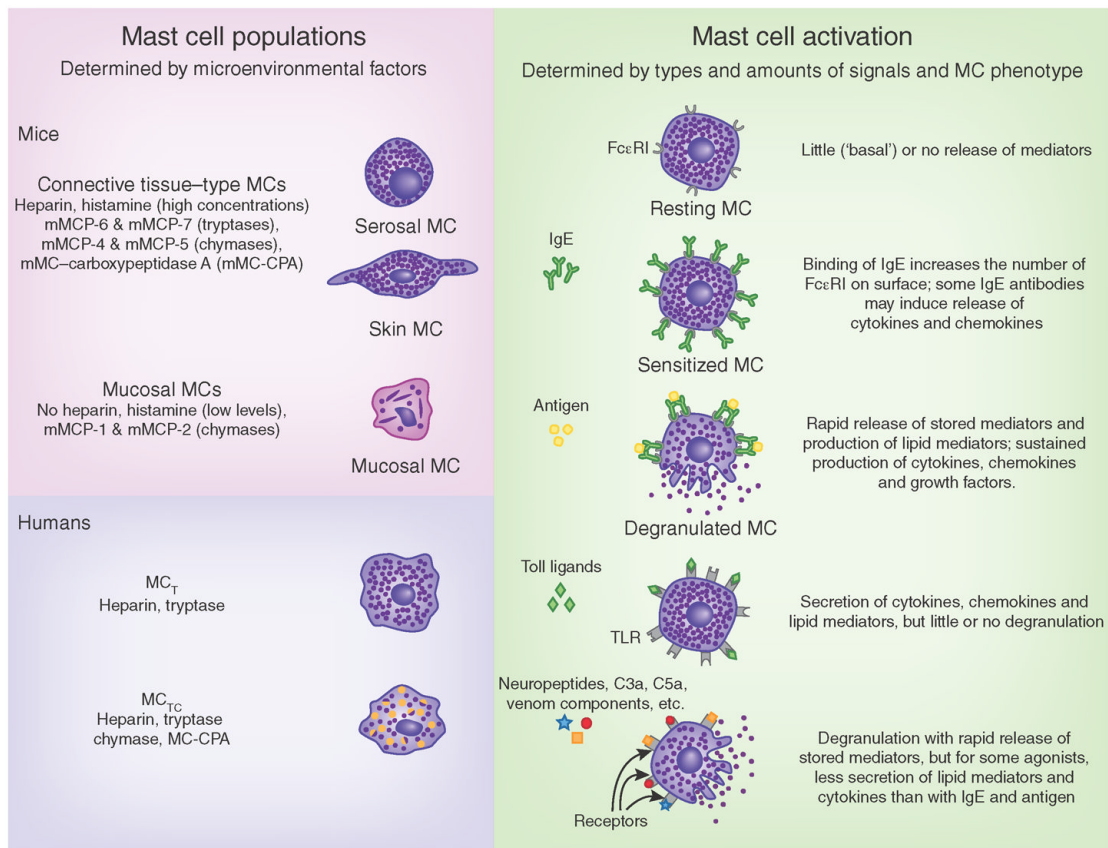 Mast cell populations
Determined by microenvironmental factors
Mice
Connective tissue–type MCs
Heparin, histamine (high concentrations)
mMCP-6 & mMCP-7 (tryptases),
mMCP-4 & mMCP-5 (chymases),
mMC–carboxypeptidase A (mMC-CPA)
Serosal MC
Skin MC
Mucosal MCs
No heparin, histamine (low levels),
mMCP-1 & mMCP-2 (chymases)
Mucosal MC
Humans
MCT
Heparin, tryptase
MCTC
Heparin, tryptase
chymase, MC-CPA
Mast cell activation
Determined by types and amounts of signals and MC phenotype
FcεRI
Resting MC
Little (‘basal’) or no release of mediators
IgE
Sensitized MC
Binding of IgE increases the number of
FcεRI on surface; some IgE antibodies
may induce release of
cytokines and chemokines
Antigen
Degranulated MC
Rapid release of stored mediators and
production of lipid mediators; sustained
production of cytokines, chemokines
and growth factors.
Toll ligands
TLR
Secretion of cytokines, chemokines and
lipid mediators, but little or no degranulation
Neuropeptides, C3a, C5a,
venom components, etc.
Receptors
Degranulation with rapid release of
stored mediators, but for some agonists,
less secretion of lipid mediators and
cytokines than with IgE and antigen